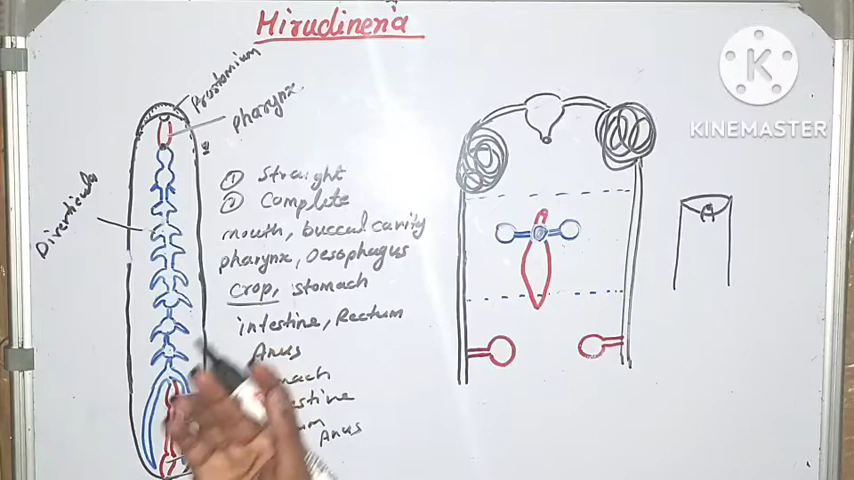 Hirudineria
Prostomium
pharynx
Diverticula
① Straight
② Complete
mouth, buccal cavity
pharynx, Oesophagus
Crop, stomach
intestine, Rectum
Anus
Anus
K
KINEMASTER